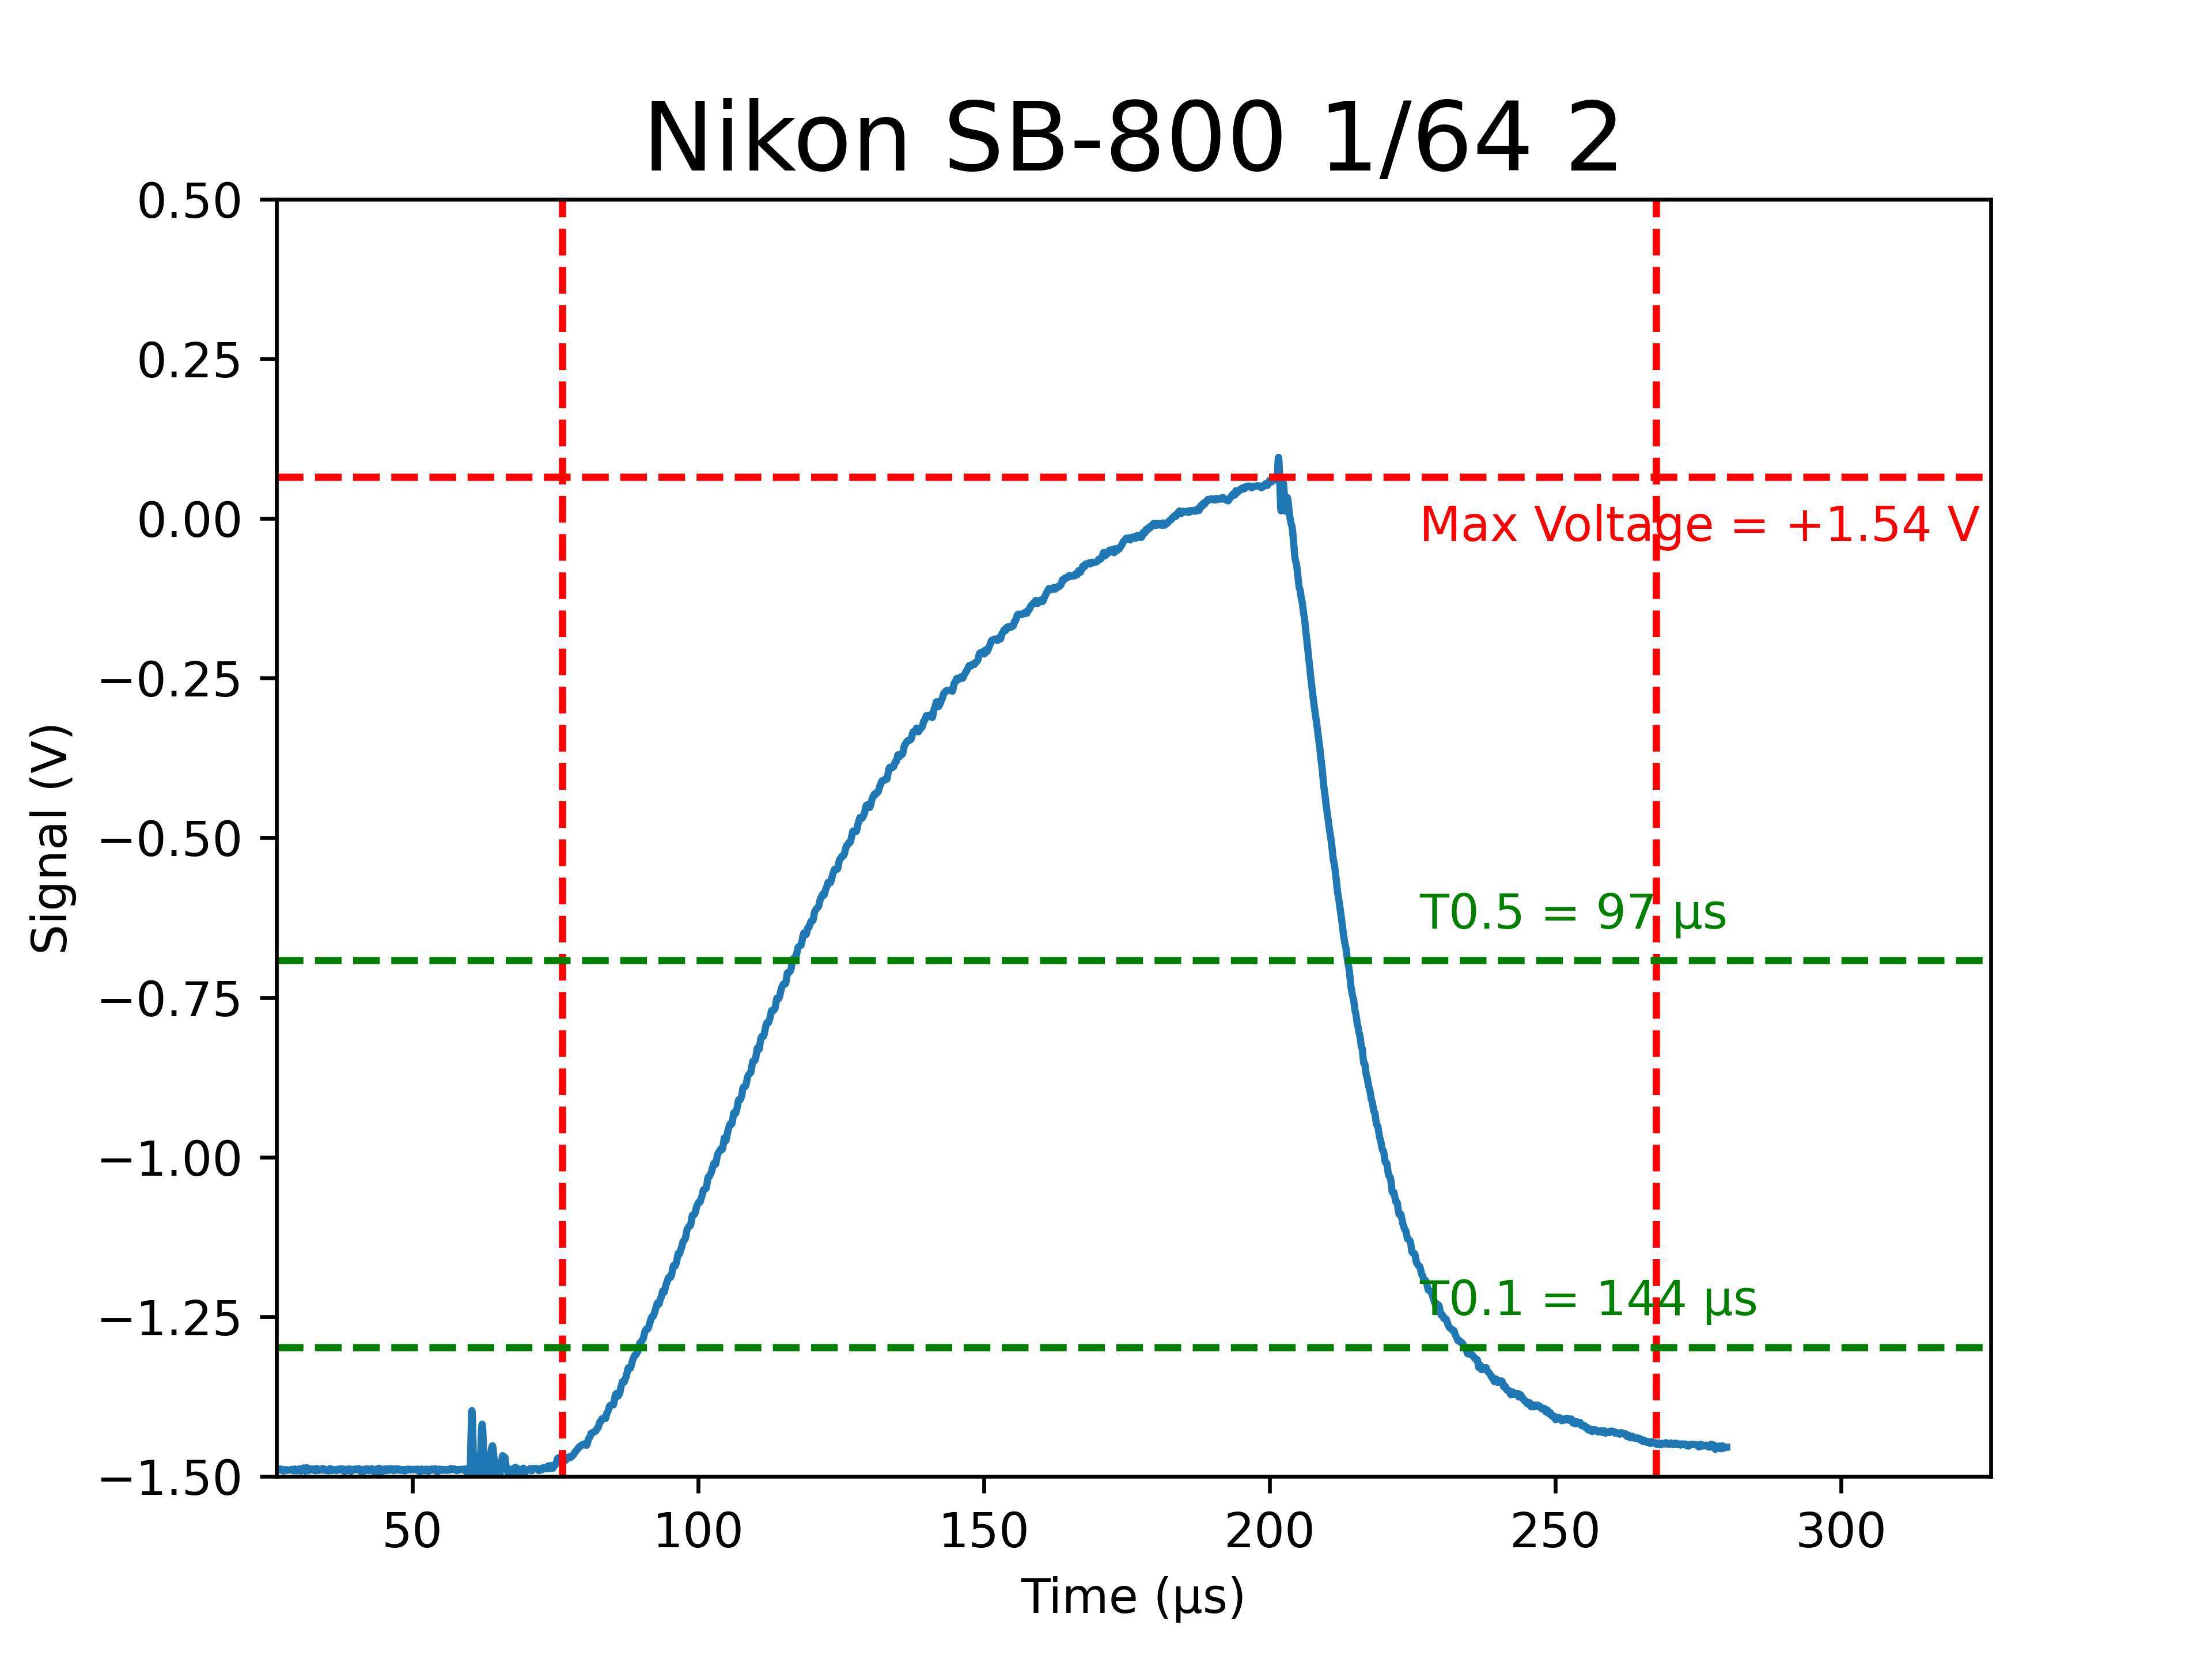 Nikon SB-800 1/64 2
0.50
0.25
0.00
−0.25
−0.50
−0.75
−1.00
−1.25
−1.50
Signal (V)
Max Voltage = +1.54 V
T0.5 = 97 µs
T0.1 = 144 µs
50 100 150 200 250 300
Time (µs)